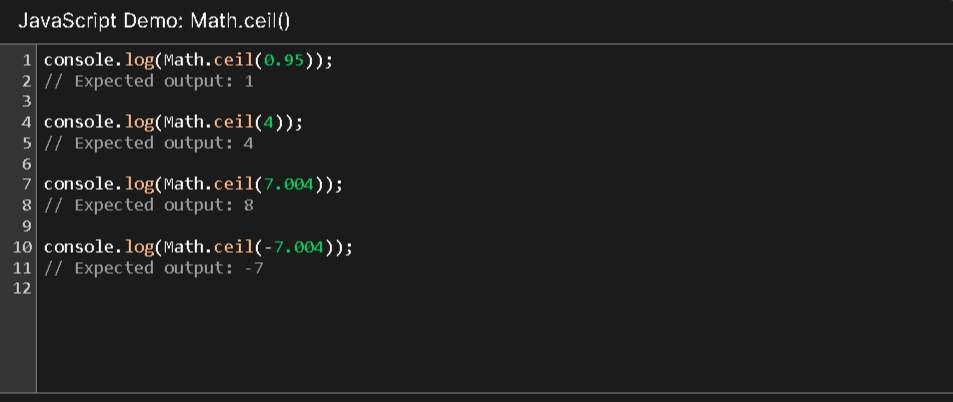 JavaScript Demo: Math.ceil()
1 console.log(Math.ceil(0.95));
2 // Expected output: 1
3
4 console.log(Math.ceil(4));
5 // Expected output: 4
6
7 console.log(Math.ceil(7.004));
8 // Expected output: 8
9
10 console.log(Math.ceil(-7.004));
11 // Expected output: -7
12